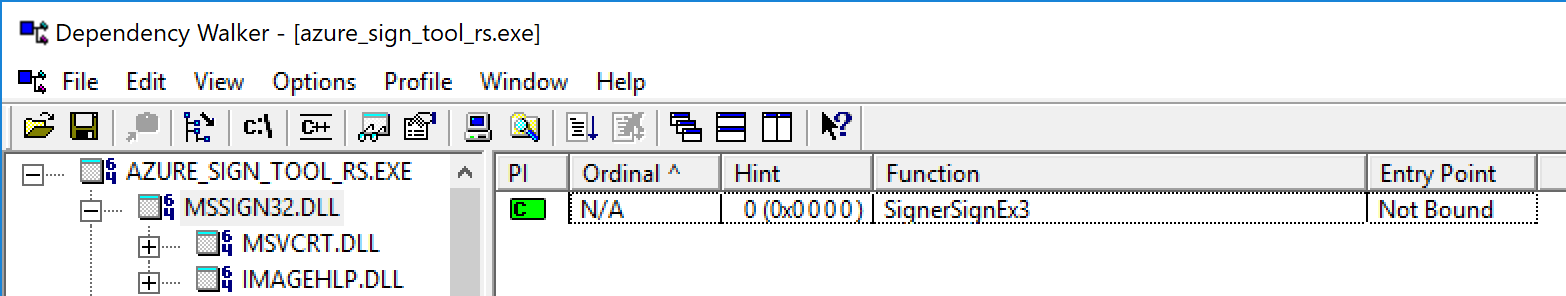 Dependency Walker - [azure_sign_tool_rs.exe]
File Edit View Options Profile Window Help
c:\ C++ ?
AZURE_SIGN_TOOL_RS.EXE
MSSIGN32.DLL
MSVCRT.DLL
IMAGEHLP.DLL
PI Ordinal ^ Hint Function Entry Point
C N/A 0 (0x0000) SignerSignEx3 Not Bound